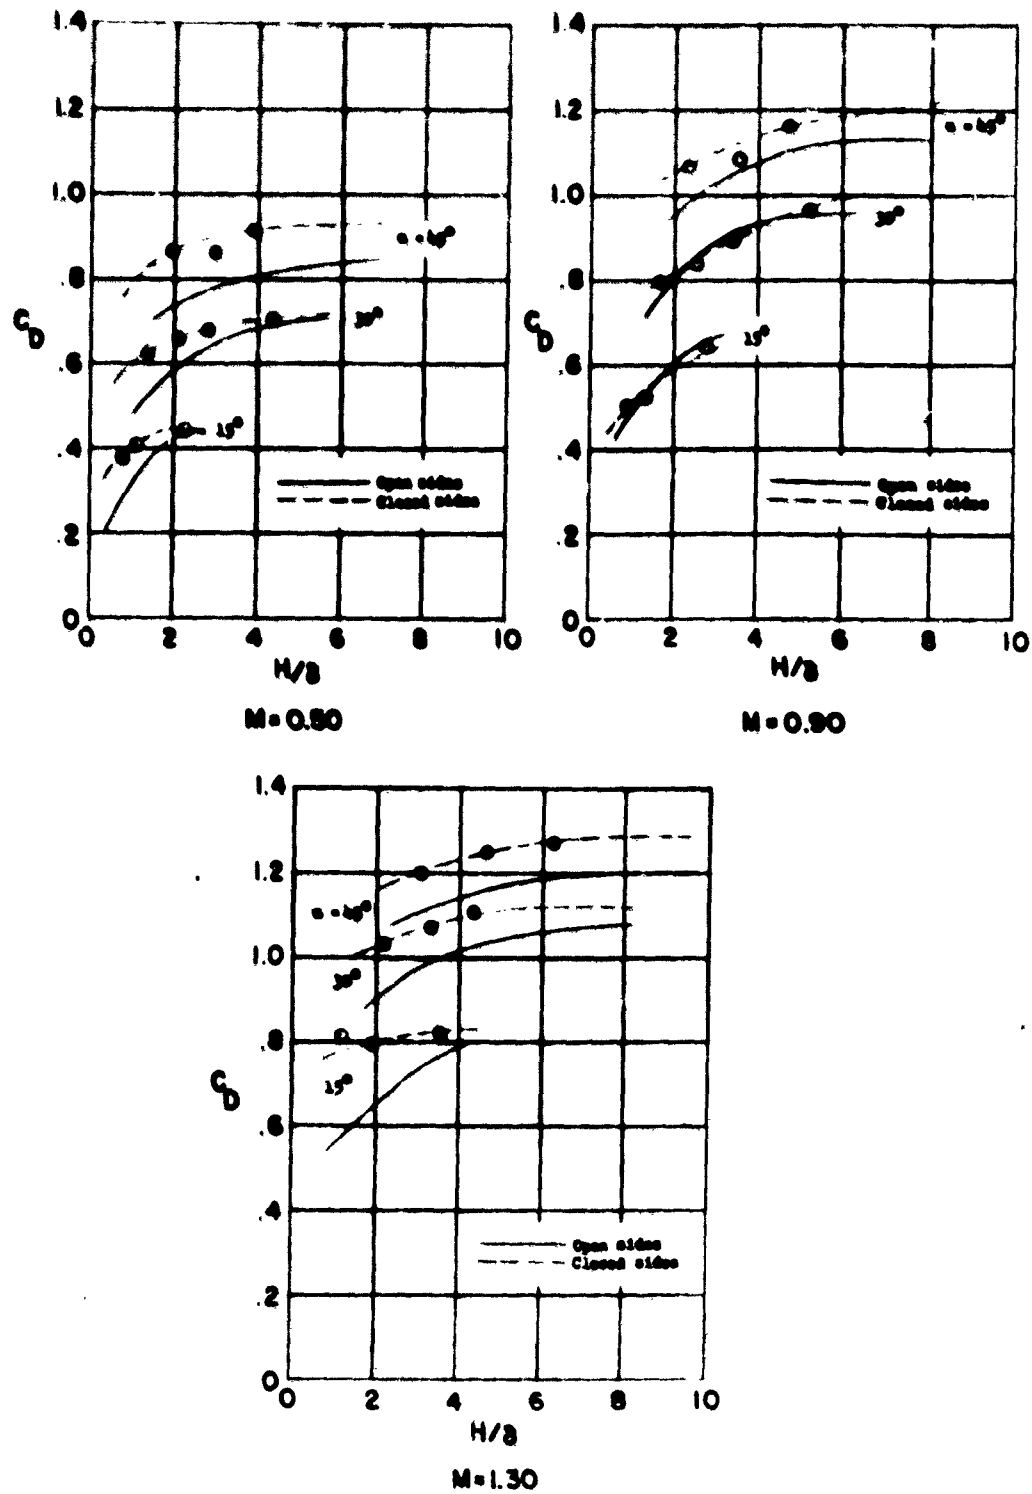 1.4
1.2
1.0
.8
.6
.4
.2
0
C_D
α = 45°
30°
15°
Open sides
Closed sides
0 2 4 6 8 10
H/δ
M = 0.50
1.4
1.2
1.0
.8
.6
.4
.2
0
C_D
α = 45°
30°
15°
Open sides
Closed sides
0 2 4 6 8 10
H/δ
M = 0.90
1.4
1.2
1.0
.8
.6
.4
.2
0
C_D
α = 45°
30°
15°
Open sides
Closed sides
0 2 4 6 8 10
H/δ
M = 1.30